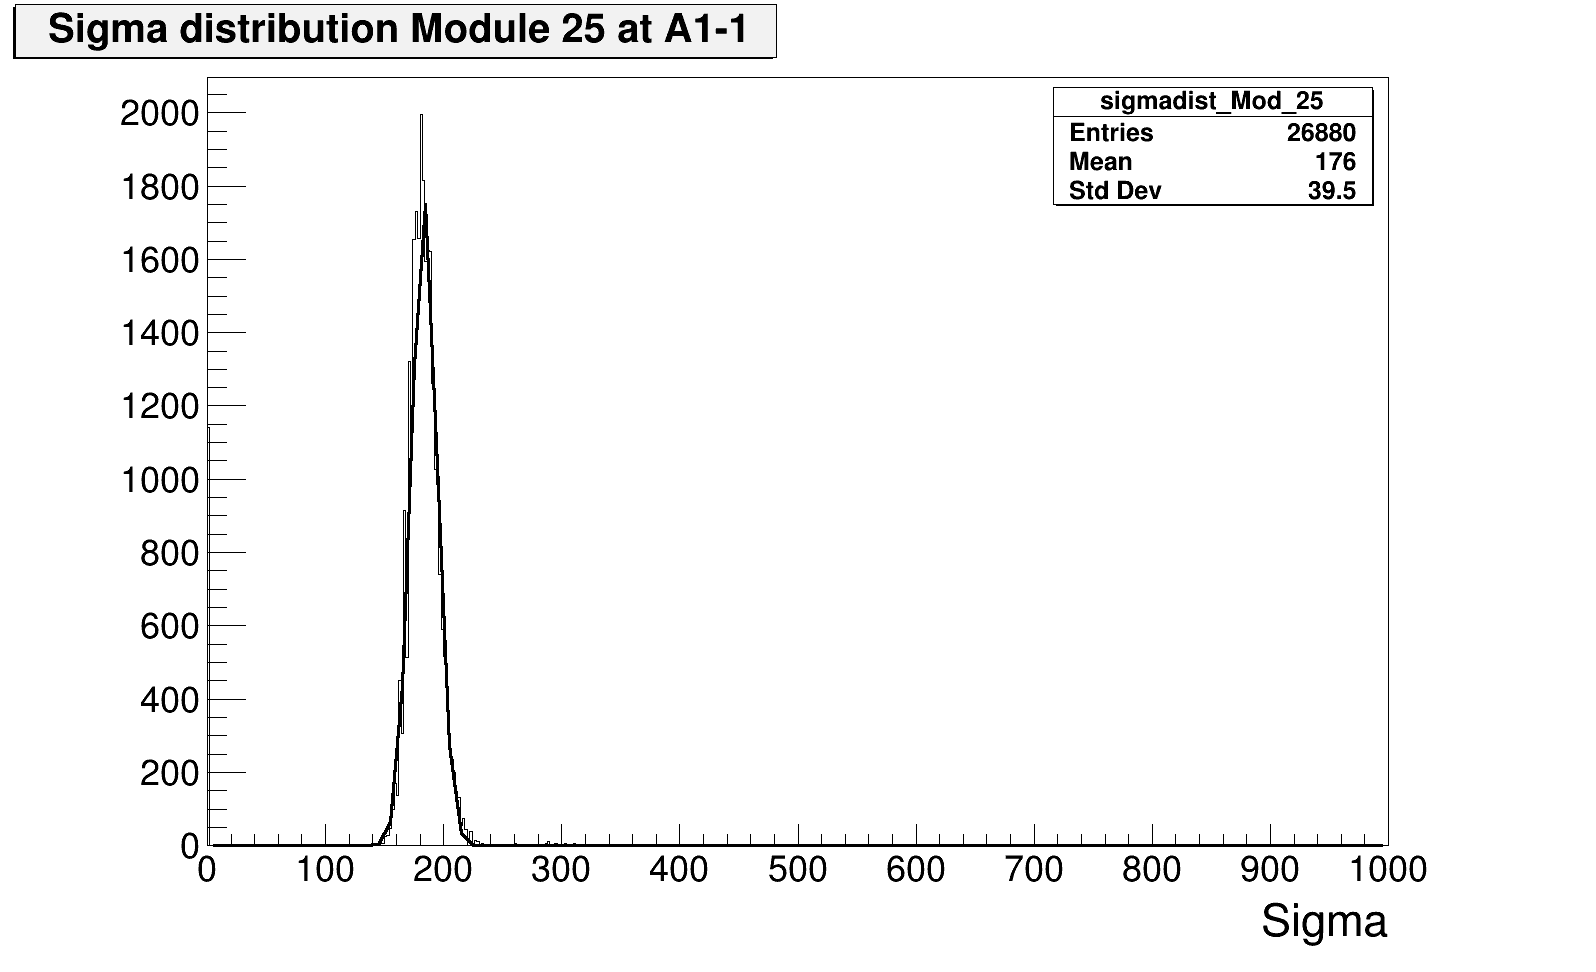 Sigma distribution Module 25 at A1-1
sigmadist_Mod_25
Entries 26880
Mean 176
Std Dev 39.5
2000
1800
1600
1400
1200
1000
800
600
400
200
0
0 100 200 300 400 500 600 700 800 900 1000
Sigma